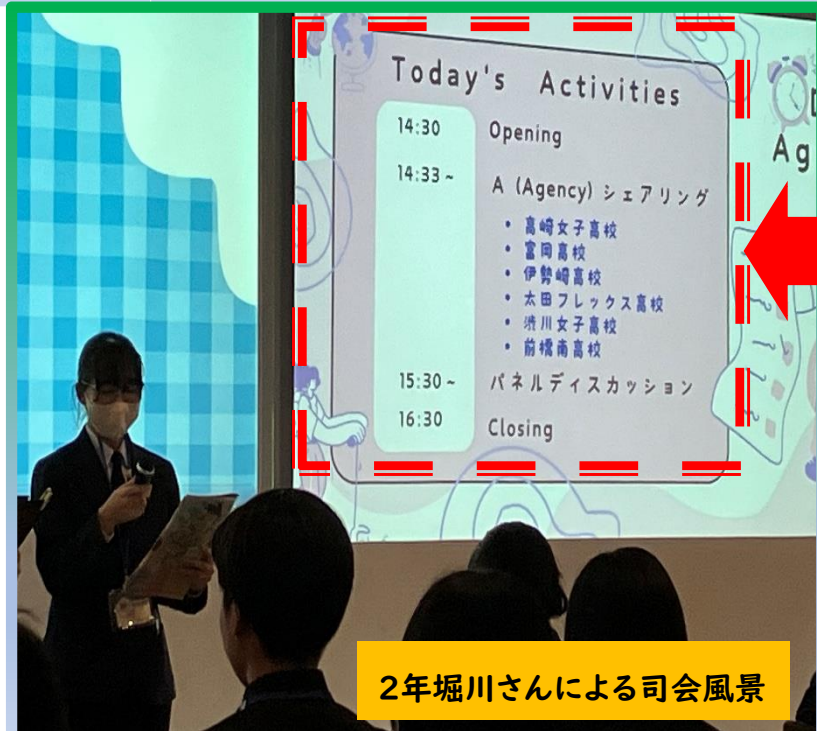 Today's Activities
14:30 Opening
14:33～ A (Agency) シェアリング
• 高崎女子高校
• 富岡高校
• 伊勢崎高校
• 太田フレックス高校
• 渋川女子高校
• 前橋南高校
15:30～ パネルディスカッション
16:30 Closing
Ag
2年堀川さんによる司会風景